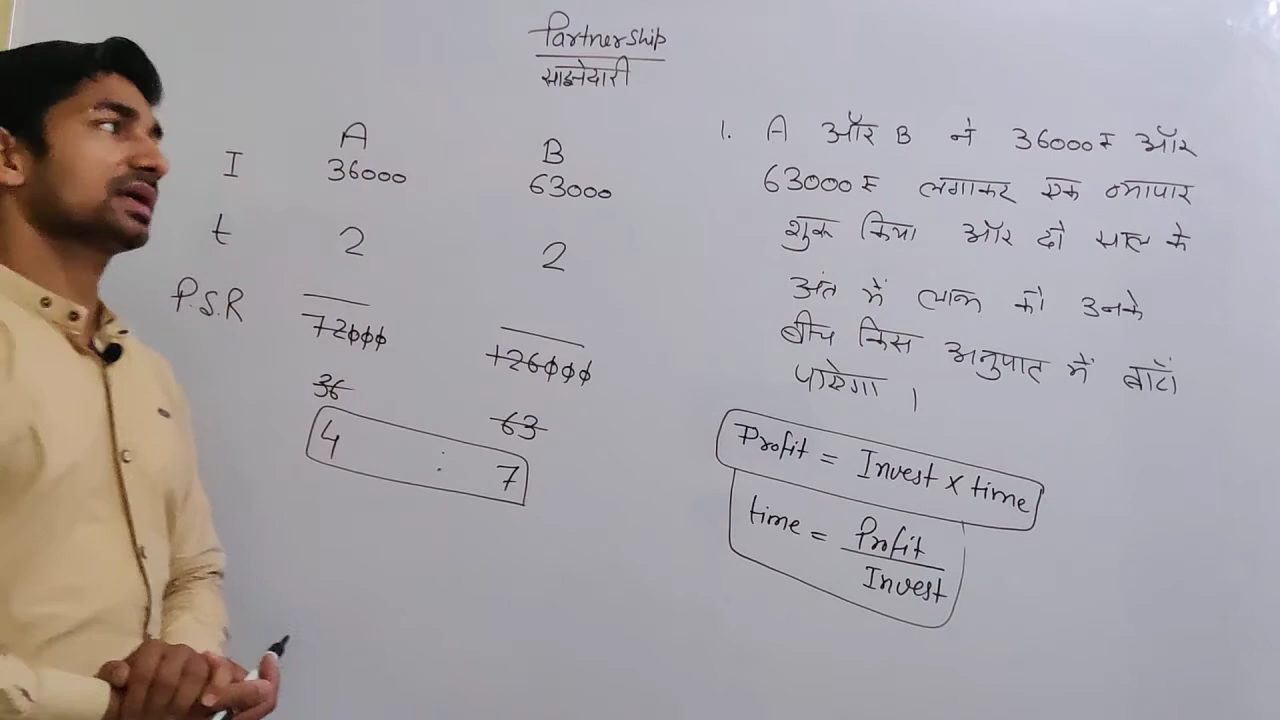 Partnership
साझेदारी
A B
I 36000 63000
t 2 2
P.S.R
72000 126000
36 63
4 : 7
1. A और B ने 36000₹ और
63000₹ लगाकर एक व्यापार
शुरू किया और दो साल के
अंत में लाभ को उनके
बीच किस अनुपात में बाँटा
जायेगा ।
Profit = Invest × time
time = Profit
Invest